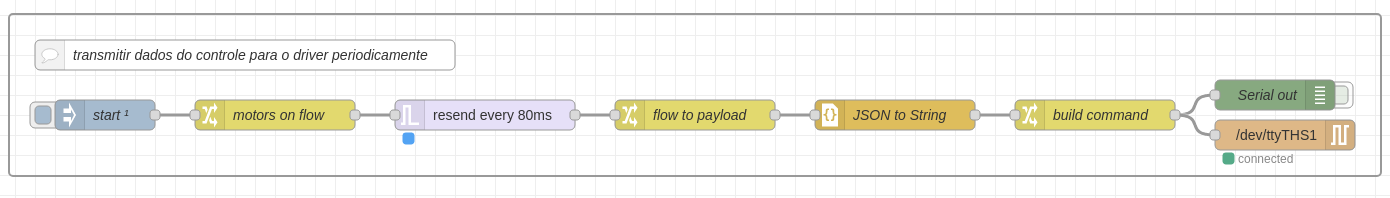 transmitir dados do controle para o driver periodicamente
start ¹
motors on flow
resend every 80ms
flow to payload
{} JSON to String
build command
Serial out
/dev/ttyTHS1
connected